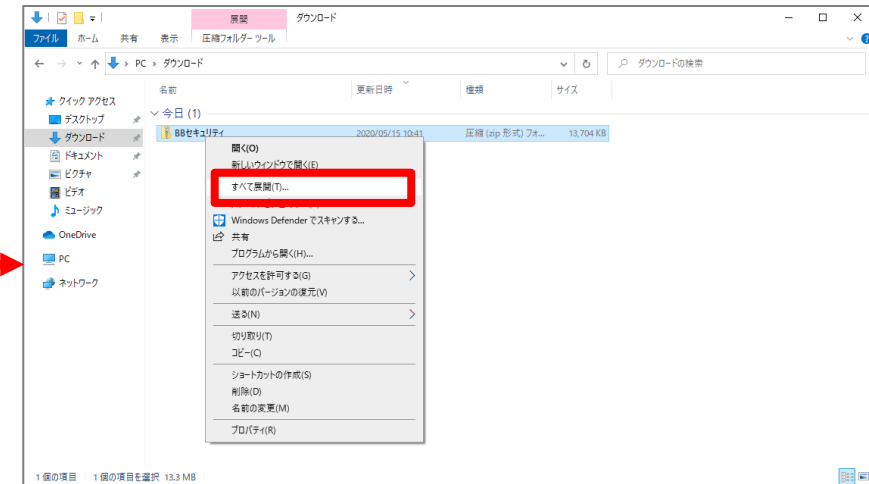 展開
ダウンロード
ファイル ホーム 共有 表示 圧縮フォルダー ツール
PC ダウンロード
ダウンロードの検索
名前 更新日時 種類 サイズ
クイック アクセス
今日 (1)
デスクトップ
BBセキュリティ 2020/05/15 10:41 圧縮 (zip 形式) フォ... 13,704 KB
ダウンロード
ドキュメント
ピクチャ
ビデオ
ミュージック
OneDrive
PC
ネットワーク
開く(O)
新しいウィンドウで開く(E)
すべて展開(T)...
Windows Defender でスキャンする...
共有
プログラムから開く(H)...
アクセスを許可する(G)
以前のバージョンの復元(V)
送る(N)
切り取り(T)
コピー(C)
ショートカットの作成(S)
削除(D)
名前の変更(M)
プロパティ(R)
1 個の項目 1 個の項目を選択 13.3 MB